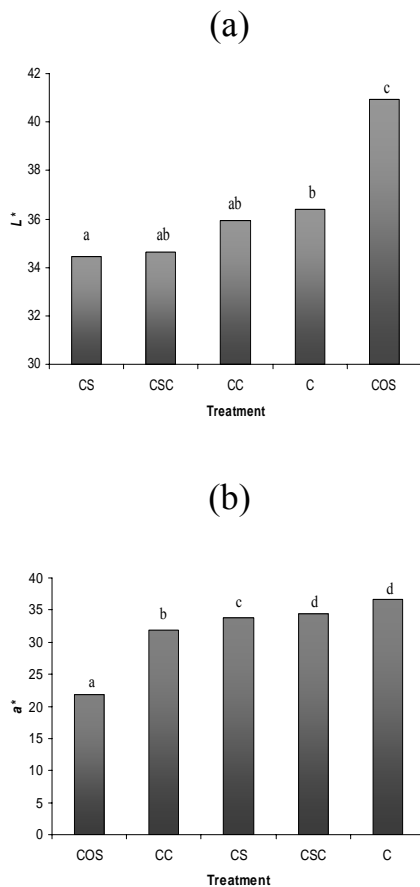 (a)
42
40
38
36
34
32
30
L*
a
ab
ab
b
c
CS CSC CC C COS
Treatment
(b)
40
35
30
25
20
15
10
5
0
a*
a
b
c
d
d
COS CC CS CSC C
Treatment